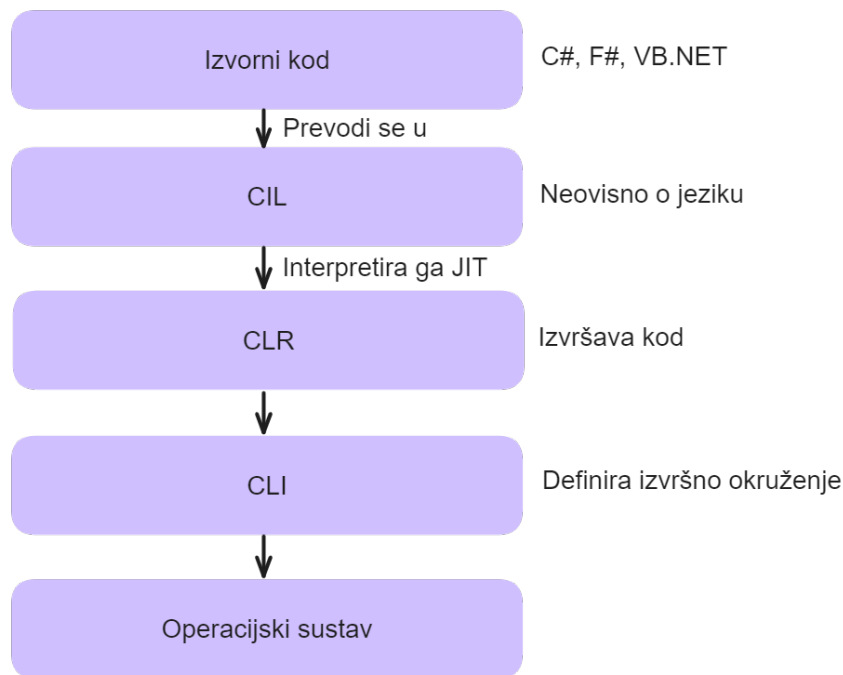 Izvorni kod
C#, F#, VB.NET
Prevodi se u
CIL
Neovisno o jeziku
Interpretira ga JIT
CLR
Izvršava kod
CLI
Definira izvršno okruženje
Operacijski sustav